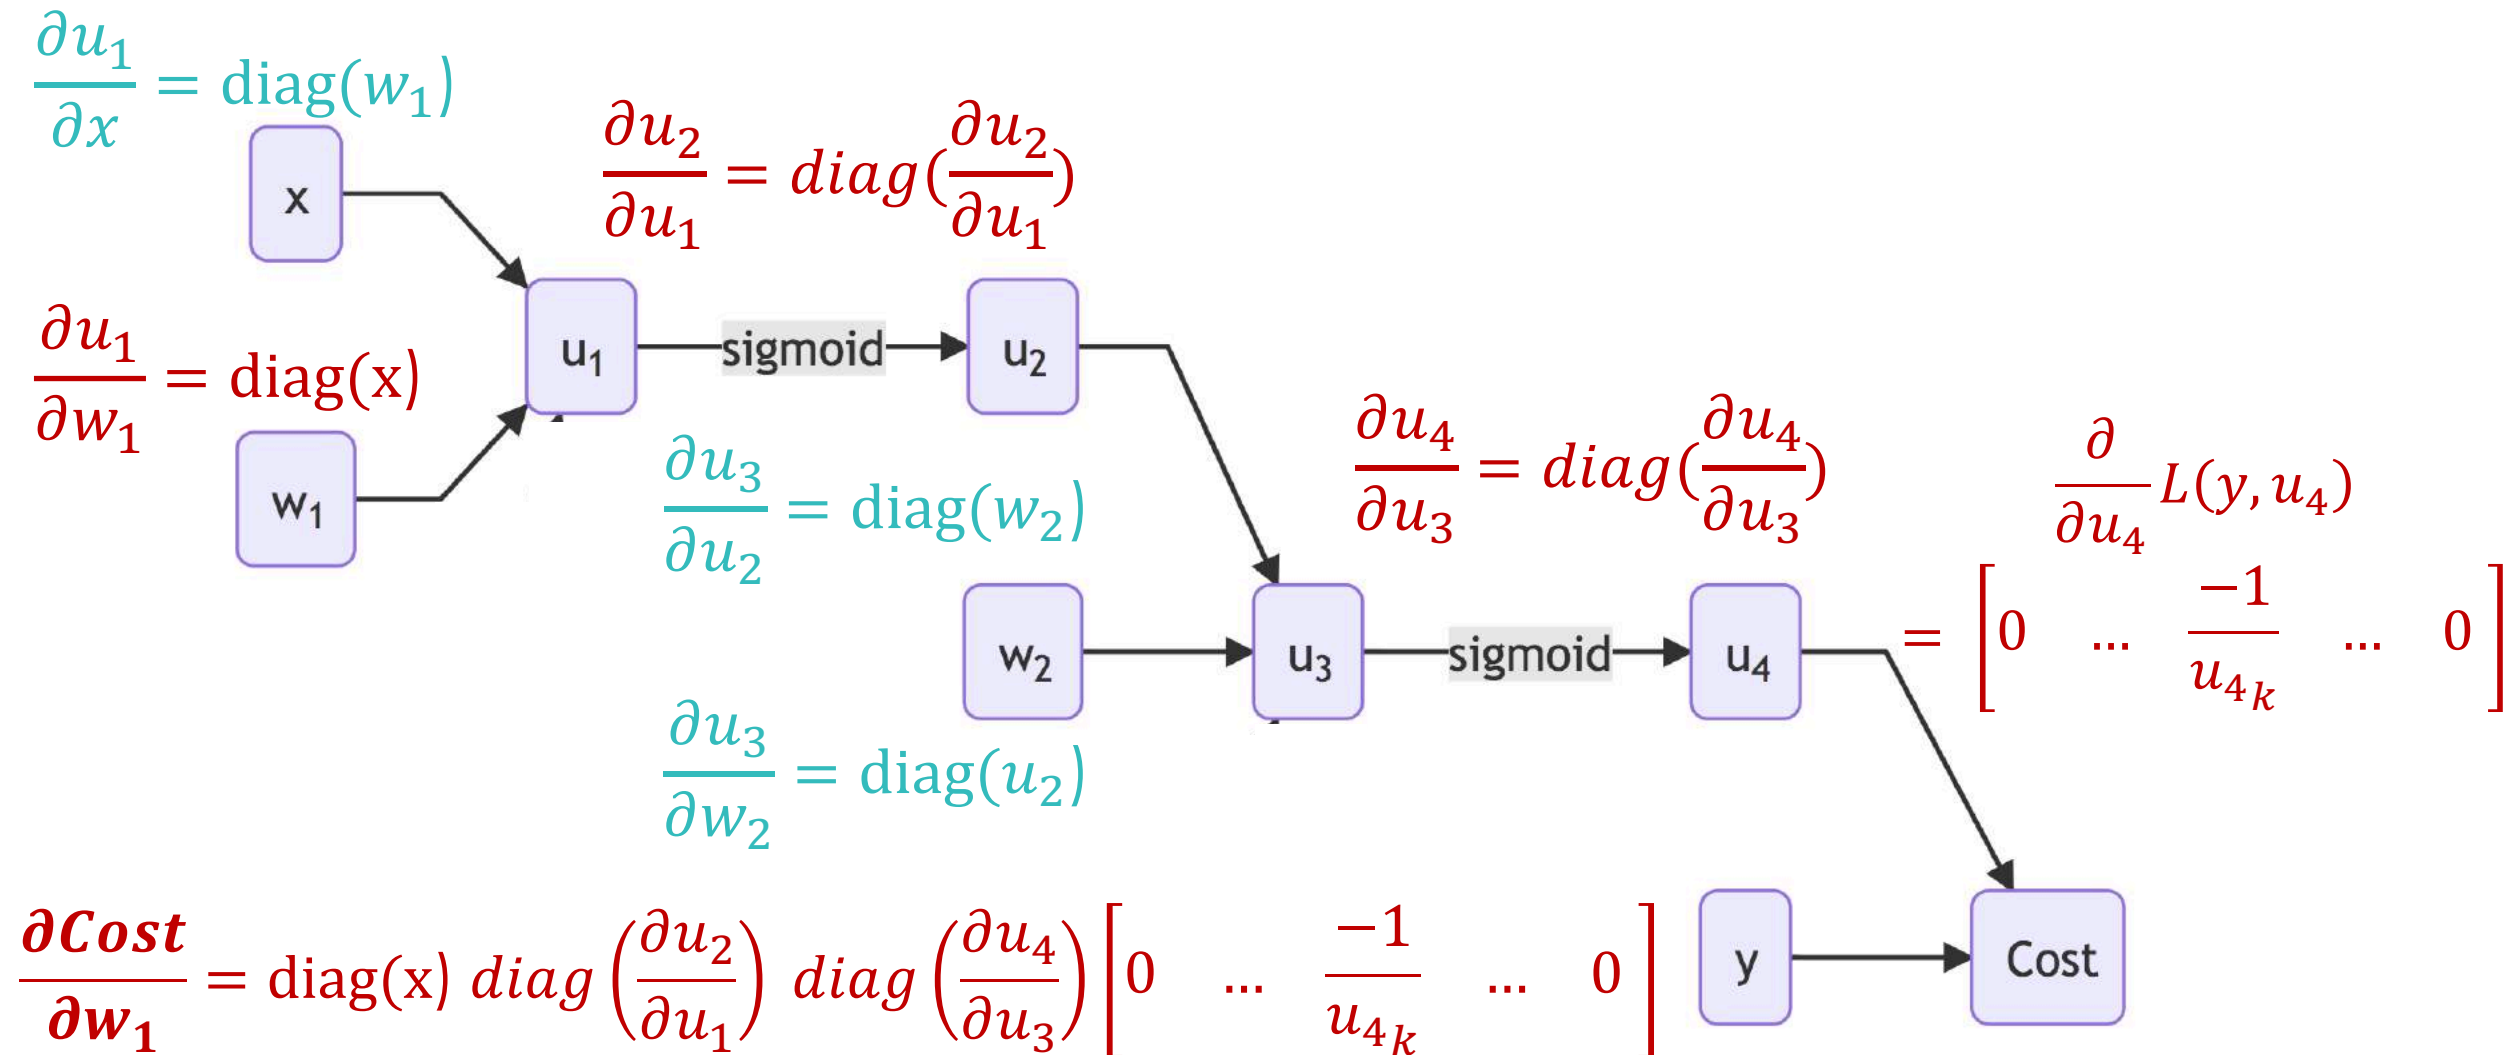 ∂u₁/∂x = diag(w₁)
∂u₂/∂u₁ = diag(∂u₂/∂u₁)
x
∂u₁/∂w₁ = diag(x)
u₁
sigmoid
u₂
w₁
∂u₃/∂u₂ = diag(w₂)
∂u₄/∂u₃ = diag(∂u₄/∂u₃)
∂/∂u₄ L(y, u₄)
= [0 ... −1/u₄ₖ ... 0]
w₂
u₃
sigmoid
u₄
∂u₃/∂w₂ = diag(u₂)
∂Cost/∂w₁ = diag(x) diag(∂u₂/∂u₁) diag(∂u₄/∂u₃) [0 ... −1/u₄ₖ ... 0]
y
Cost